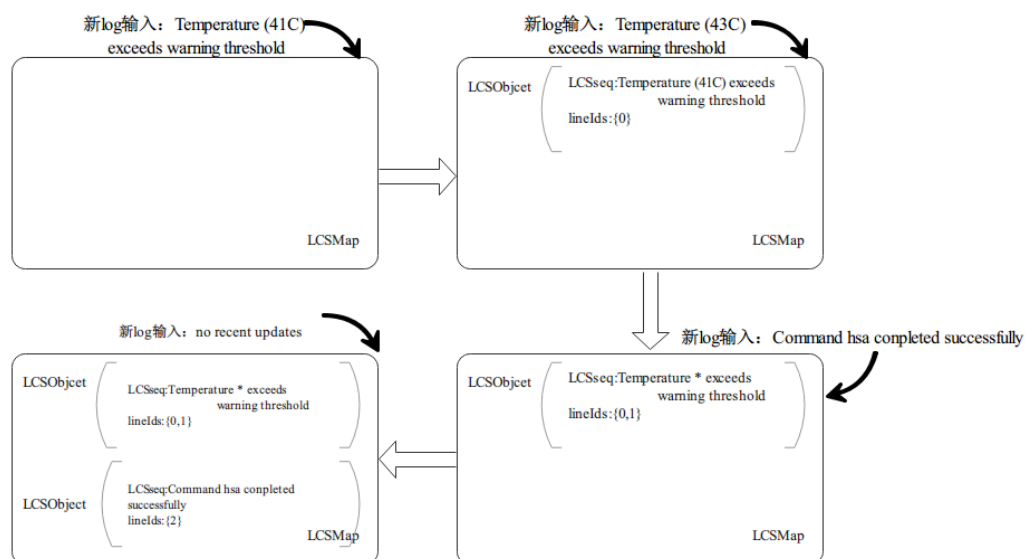 新log输入：Temperature (41C)
exceeds warning threshold
LCSMap
新log输入：Temperature (43C)
exceeds warning threshold
LCSObjcet
LCSseq:Temperature (41C) exceeds
warning threshold
lineIds:{0}
LCSMap
新log输入：Command hsa conpleted successfully
LCSObjcet
LCSseq:Temperature * exceeds
warning threshold
lineIds:{0,1}
LCSMap
新log输入：no recent updates
LCSObjcet
LCSseq:Temperature * exceeds
warning threshold
lineIds:{0,1}
LCSObject
LCSseq:Command hsa conpleted
successfully
lineIds:{2}
LCSMap